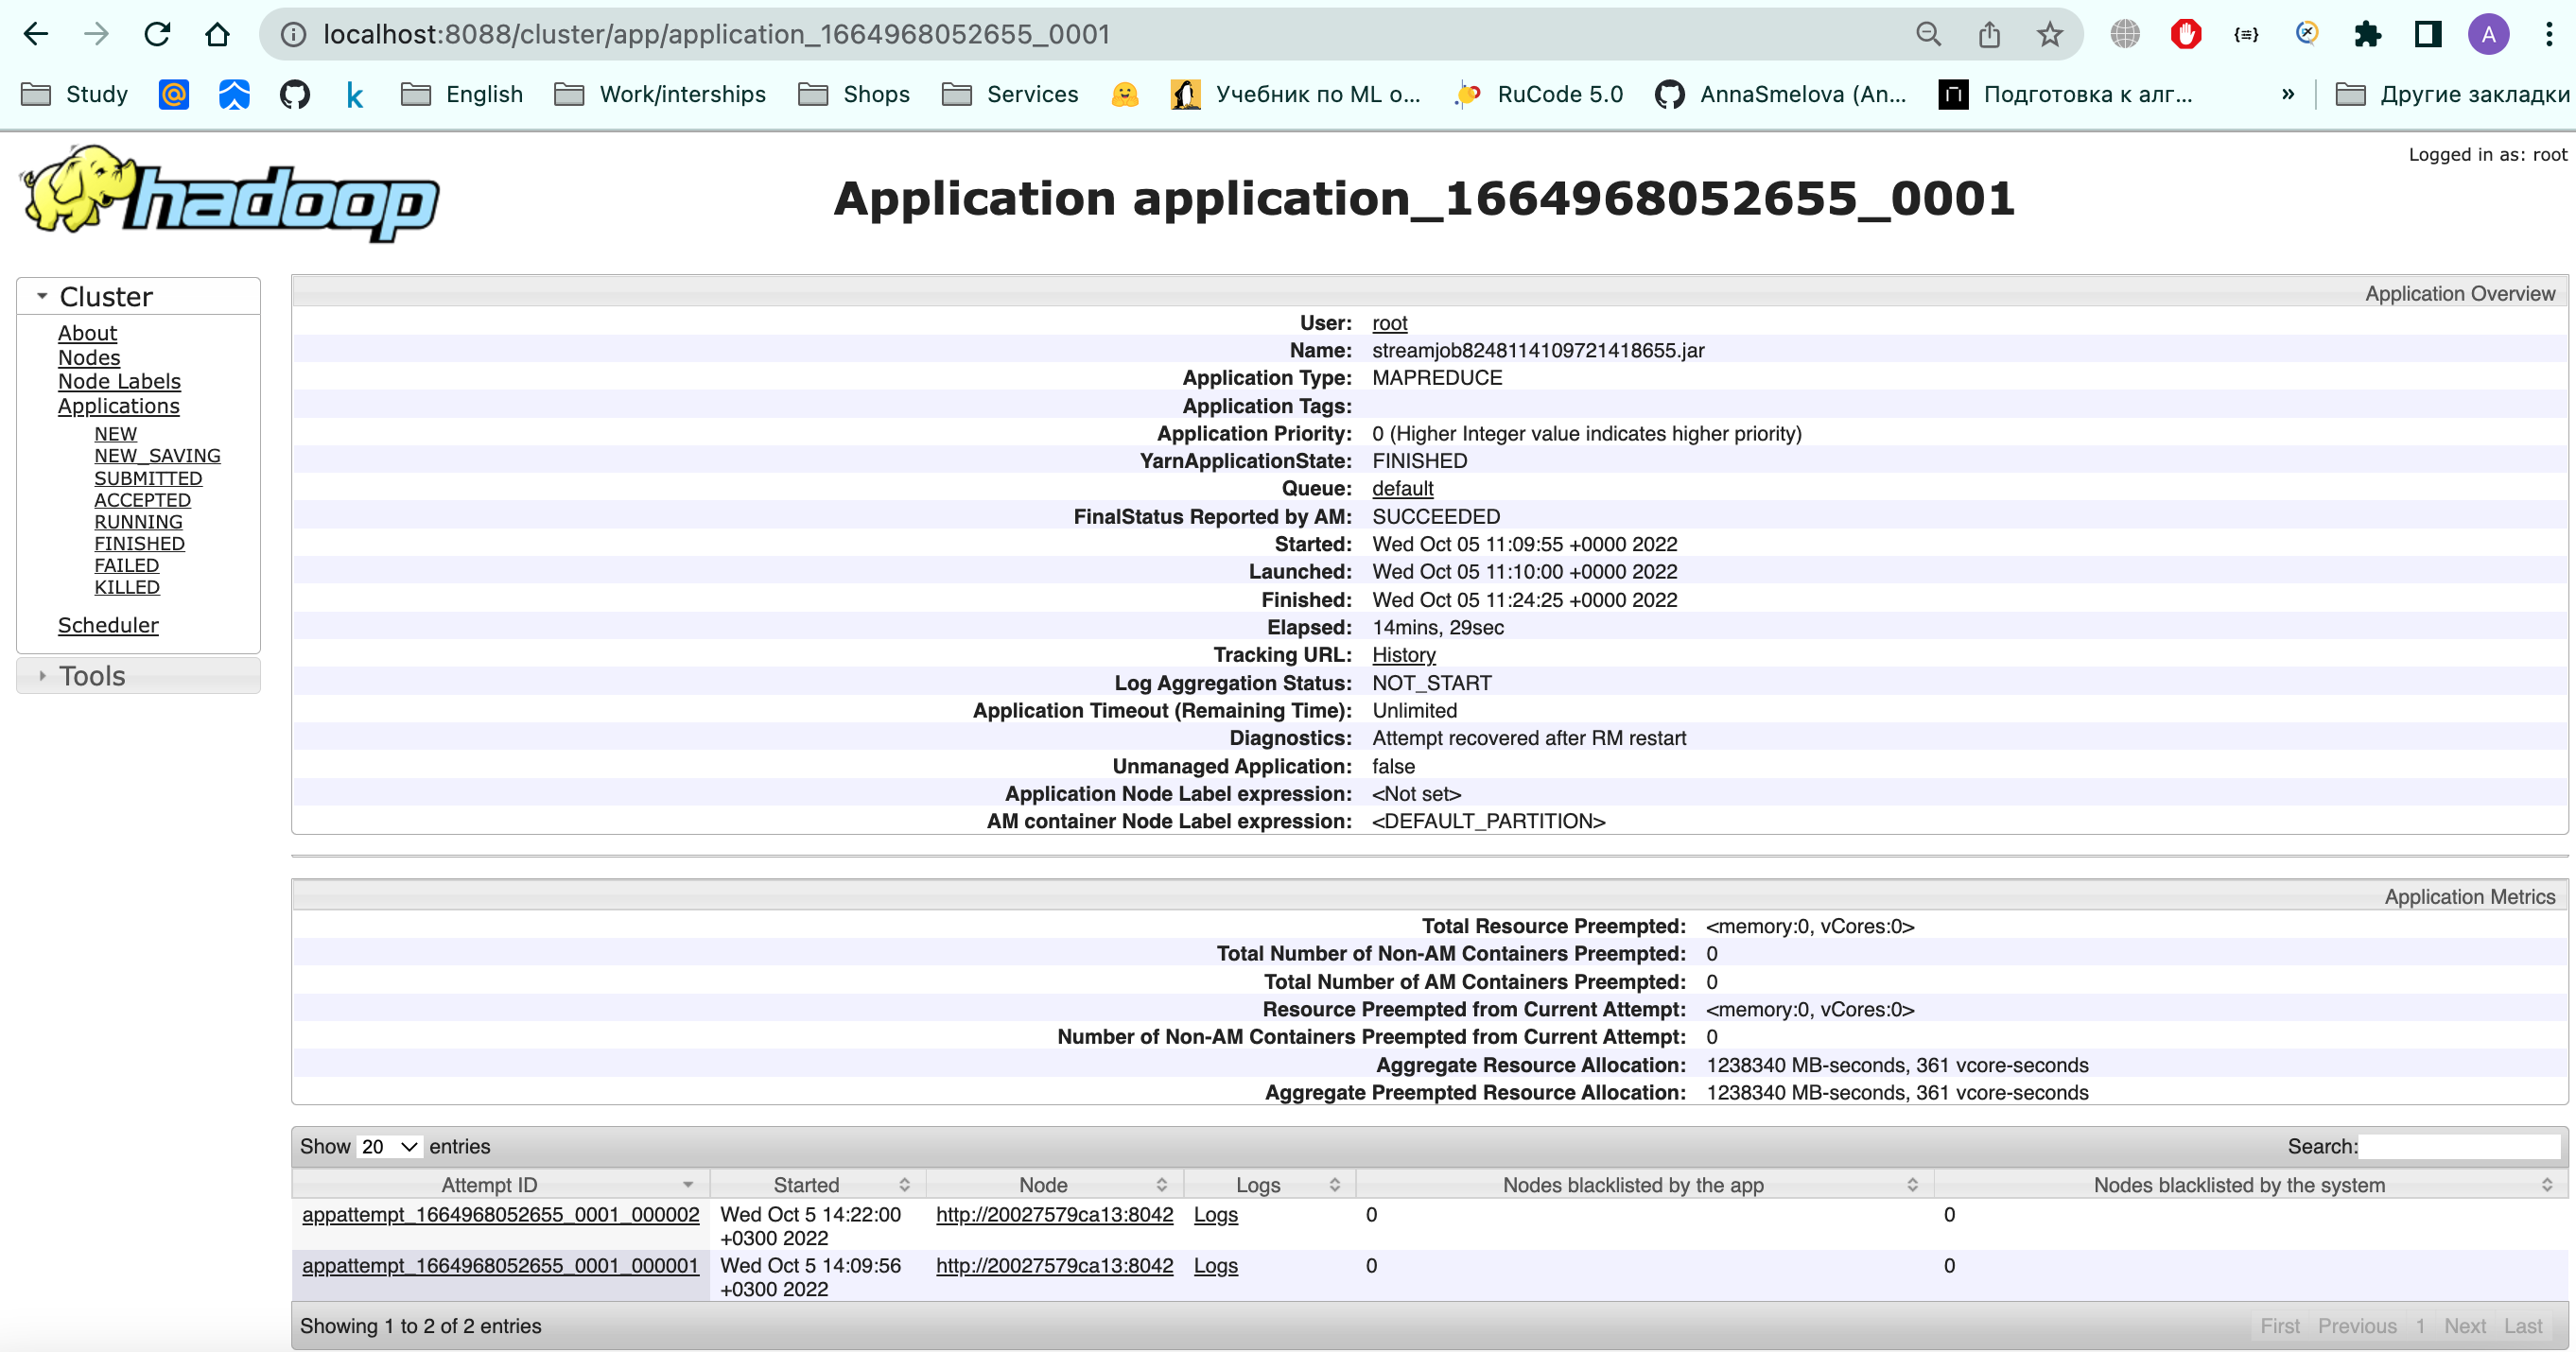 localhost:8088/cluster/app/application_1664968052655_0001
A
Study
k
English
Work/interships
Shops
Services
Учебник по ML о...
RuCode 5.0
AnnaSmelova (An...
Подготовка к алг...
»
Другие закладки
hadoop
Logged in as: root
Application application_1664968052655_0001
Cluster
About
Nodes
Node Labels
Applications
NEW
NEW_SAVING
SUBMITTED
ACCEPTED
RUNNING
FINISHED
FAILED
KILLED
Scheduler
Tools
Application Overview
User: root
Name: streamjob8248114109721418655.jar
Application Type: MAPREDUCE
Application Tags:
Application Priority: 0 (Higher Integer value indicates higher priority)
YarnApplicationState: FINISHED
Queue: default
FinalStatus Reported by AM: SUCCEEDED
Started: Wed Oct 05 11:09:55 +0000 2022
Launched: Wed Oct 05 11:10:00 +0000 2022
Finished: Wed Oct 05 11:24:25 +0000 2022
Elapsed: 14mins, 29sec
Tracking URL: History
Log Aggregation Status: NOT_START
Application Timeout (Remaining Time): Unlimited
Diagnostics: Attempt recovered after RM restart
Unmanaged Application: false
Application Node Label expression: <Not set>
AM container Node Label expression: <DEFAULT_PARTITION>
Application Metrics
Total Resource Preempted: <memory:0, vCores:0>
Total Number of Non-AM Containers Preempted: 0
Total Number of AM Containers Preempted: 0
Resource Preempted from Current Attempt: <memory:0, vCores:0>
Number of Non-AM Containers Preempted from Current Attempt: 0
Aggregate Resource Allocation: 1238340 MB-seconds, 361 vcore-seconds
Aggregate Preempted Resource Allocation: 1238340 MB-seconds, 361 vcore-seconds
Show 20 entries
Search:
Attempt ID Started Node Logs Nodes blacklisted by the app Nodes blacklisted by the system
appattempt_1664968052655_0001_000002 Wed Oct 5 14:22:00 http://20027579ca13:8042 Logs 0 0
+0300 2022
appattempt_1664968052655_0001_000001 Wed Oct 5 14:09:56 http://20027579ca13:8042 Logs 0 0
+0300 2022
Showing 1 to 2 of 2 entries
First Previous 1 Next Last